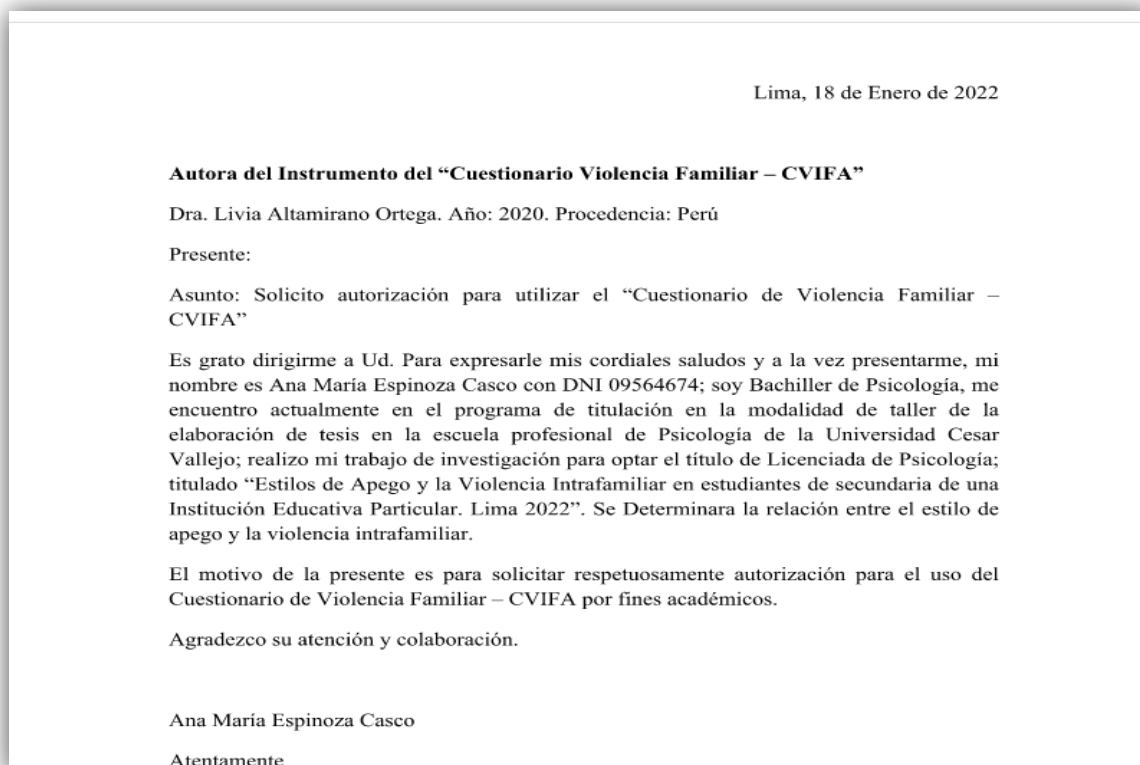 Lima, 18 de Enero de 2022
Autora del Instrumento del “Cuestionario Violencia Familiar – CVIFA”
Dra. Livia Altamirano Ortega. Año: 2020. Procedencia: Perú
Presente:
Asunto: Solicito autorización para utilizar el “Cuestionario de Violencia Familiar –
CVIFA”
Es grato dirigirme a Ud. Para expresarle mis cordiales saludos y a la vez presentarme, mi
nombre es Ana María Espinoza Casco con DNI 09564674; soy Bachiller de Psicología, me
encuentro actualmente en el programa de titulación en la modalidad de taller de la
elaboración de tesis en la escuela profesional de Psicología de la Universidad Cesar
Vallejo; realizo mi trabajo de investigación para optar el título de Licenciada de Psicología;
titulado “Estilos de Apego y la Violencia Intrafamiliar en estudiantes de secundaria de una
Institución Educativa Particular. Lima 2022”. Se Determinara la relación entre el estilo de
apego y la violencia intrafamiliar.
El motivo de la presente es para solicitar respetuosamente autorización para el uso del
Cuestionario de Violencia Familiar – CVIFA por fines académicos.
Agradezco su atención y colaboración.
Ana María Espinoza Casco
Atentamente